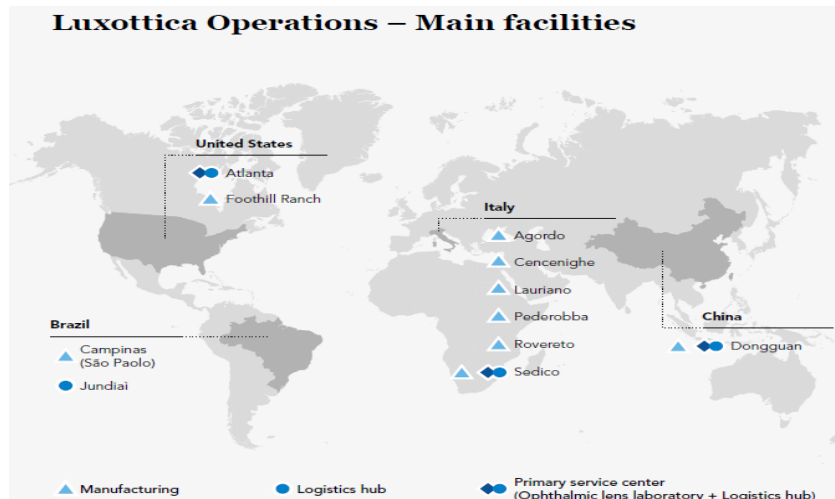 Luxottica Operations – Main facilities
United States
Atlanta
Foothill Ranch
Italy
Agordo
Cencenighe
Lauriano
Pederobba
Rovereto
Sedico
China
Dongguan
Brazil
Campinas
(São Paolo)
Jundiaì
Manufacturing
Logistics hub
Primary service center
(Ophthalmic lens laboratory + Logistics hub)